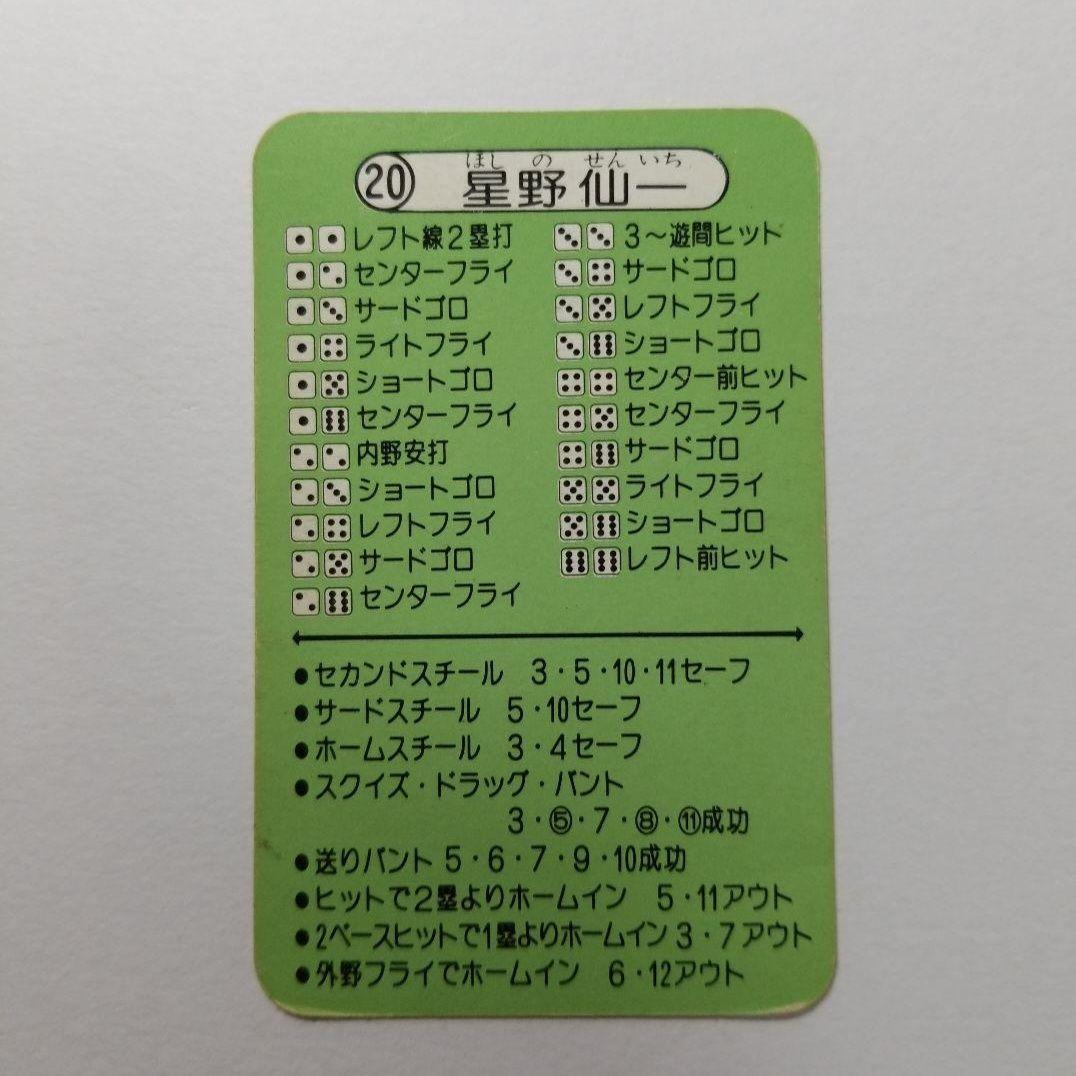 ほし の せん いち
20 星野仙一
レフト線2塁打
センターフライ
サードゴロ
ライトフライ
ショートゴロ
センターフライ
内野安打
ショートゴロ
レフトフライ
サードゴロ
センターフライ
3〜遊間ヒット
サードゴロ
レフトフライ
ショートゴロ
センター前ヒット
センターフライ
サードゴロ
ライトフライ
ショートゴロ
レフト前ヒット
●セカンドスチール 3・5・10・11セーフ
●サードスチール 5・10セーフ
●ホームスチール 3・4セーフ
●スクイズ・ドラッグ・バント
3・⑤・7・⑧・⑪成功
●送りバント 5・6・7・9・10成功
●ヒットで2塁よりホームイン 5・11アウト
●2ベースヒットで1塁よりホームイン 3・7アウト
●外野フライでホームイン 6・12アウト